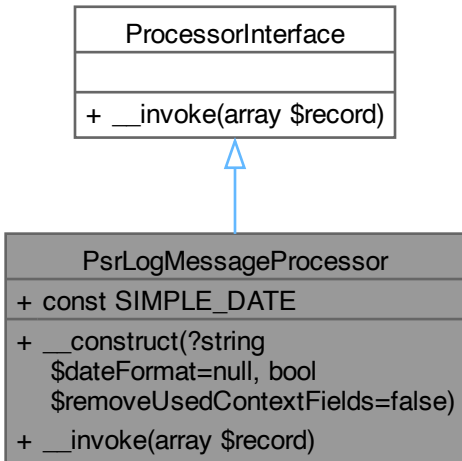 ProcessorInterface
+ __invoke(array $record)
PsrLogMessageProcessor
+ const SIMPLE_DATE
+ __construct(?string
$dateFormat=null, bool
$removeUsedContextFields=false)
+ __invoke(array $record)